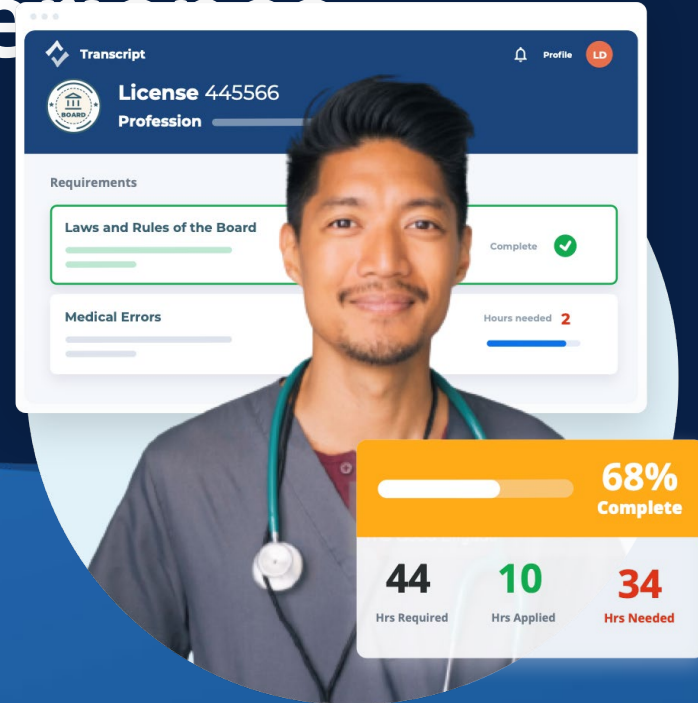 Transcript
Profile
LD
License 445566
BOARD
Profession
Requirements
Laws and Rules of the Board
Complete
Medical Errors
Hours needed 2
68%
Complete
44
Hrs Required
10
Hrs Applied
34
Hrs Needed